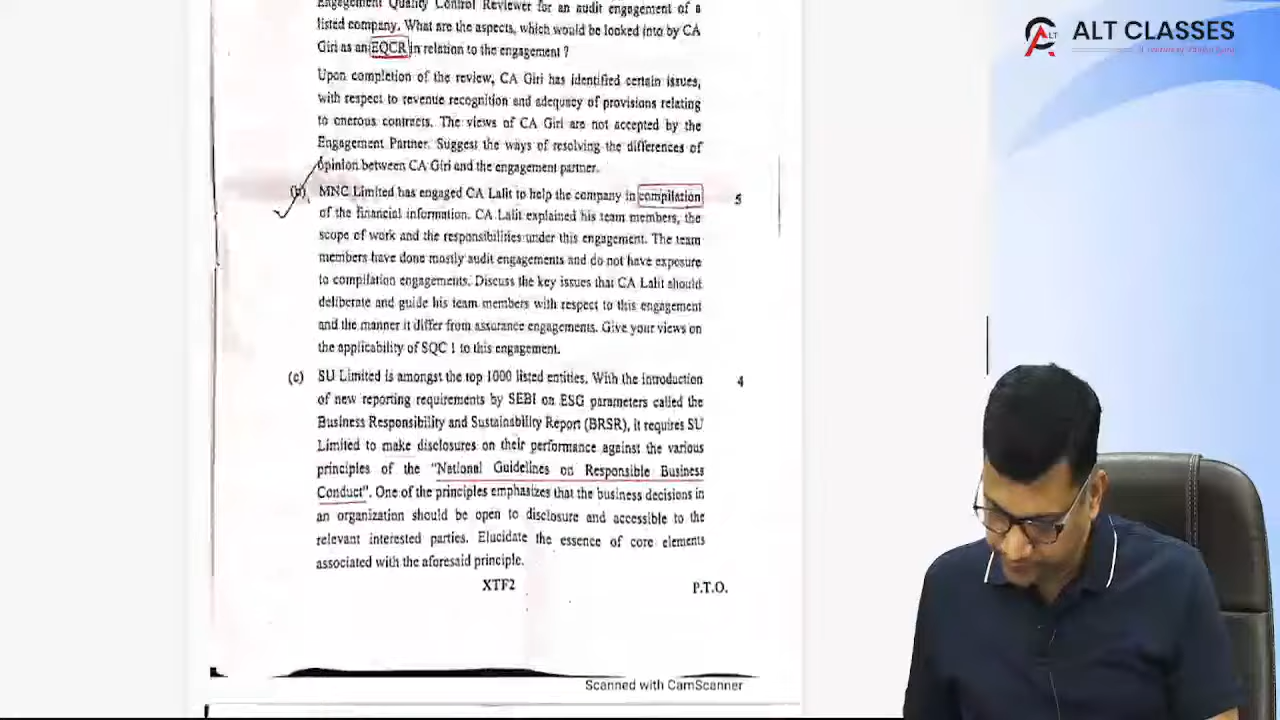 Engagement Quality Control Reviewer for an audit engagement of a
listed company. What are the aspects, which would be looked into by CA
Giri as an EQCR in relation to the engagement ?
Upon completion of the review, CA Giri has identified certain issues,
with respect to revenue recognition and adequacy of provisions relating
to onerous contracts. The views of CA Giri are not accepted by the
Engagement Partner. Suggest the ways of resolving the differences of
opinion between CA Giri and the engagement partner.
(b) MNC Limited has engaged CA Lalit to help the company in compilation 5
of the financial information. CA Lalit explained his team members, the
scope of work and the responsibilities under this engagement. The team
members have done mostly audit engagements and do not have exposure
to compilation engagements. Discuss the key issues that CA Lalit should
deliberate and guide his team members with respect to this engagement
and the manner it differ from assurance engagements. Give your views on
the applicability of SQC 1 to this engagement.
(c) SU Limited is amongst the top 1000 listed entities. With the introduction 4
of new reporting requirements by SEBI on ESG parameters called the
Business Responsibility and Sustainability Report (BRSR), it requires SU
Limited to make disclosures on their performance against the various
principles of the "National Guidelines on Responsible Business
Conduct". One of the principles emphasizes that the business decisions in
an organization should be open to disclosure and accessible to the
relevant interested parties. Elucidate the essence of core elements
associated with the aforesaid principle.
XTF2 P.T.O.
Scanned with CamScanner
ALT
ALT CLASSES